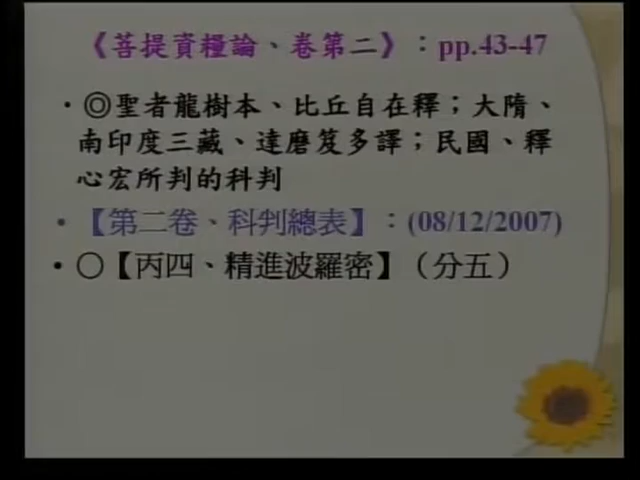 《菩提資糧論、卷第二》：pp.43-47
・◎聖者龍樹本、比丘自在釋；大隋、
南印度三藏、達磨笈多譯；民國、釋
心宏所判的科判
・【第二卷、科判總表】：(08/12/2007)
・○【丙四、精進波羅密】（分五）